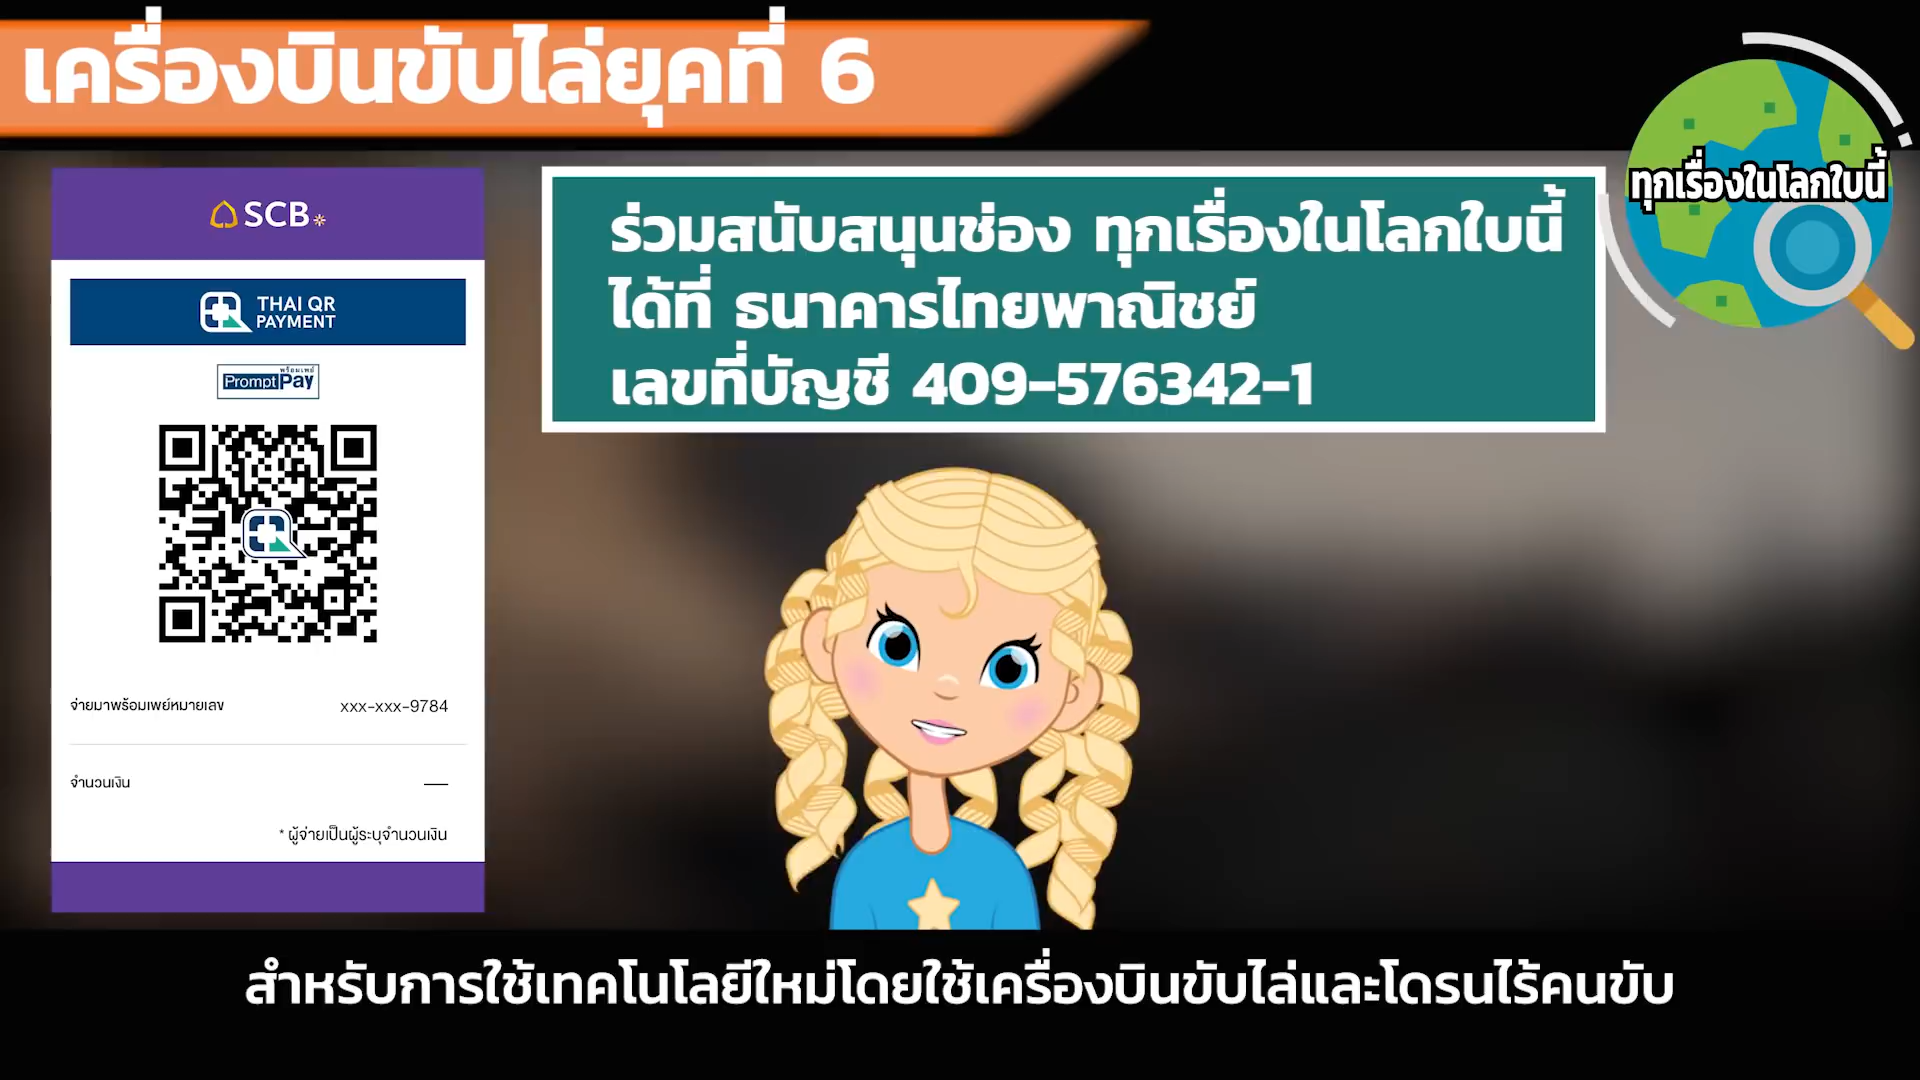 เครื่องบินขับไล่ยุคที่ 6
ทุกเรื่องในโลกใบนี้
SCB
THAI QR
PAYMENT
พร้อมเพย์
PromptPay
จ่ายมาพร้อมเพย์หมายเลข xxx-xxx-9784
จำนวนเงิน —
* ผู้จ่ายเป็นผู้ระบุจำนวนเงิน
ร่วมสนับสนุนช่อง ทุกเรื่องในโลกใบนี้
ได้ที่ ธนาคารไทยพาณิชย์
เลขที่บัญชี 409-576342-1
สำหรับการใช้เทคโนโลยีใหม่โดยใช้เครื่องบินขับไล่และโดรนไร้คนขับ